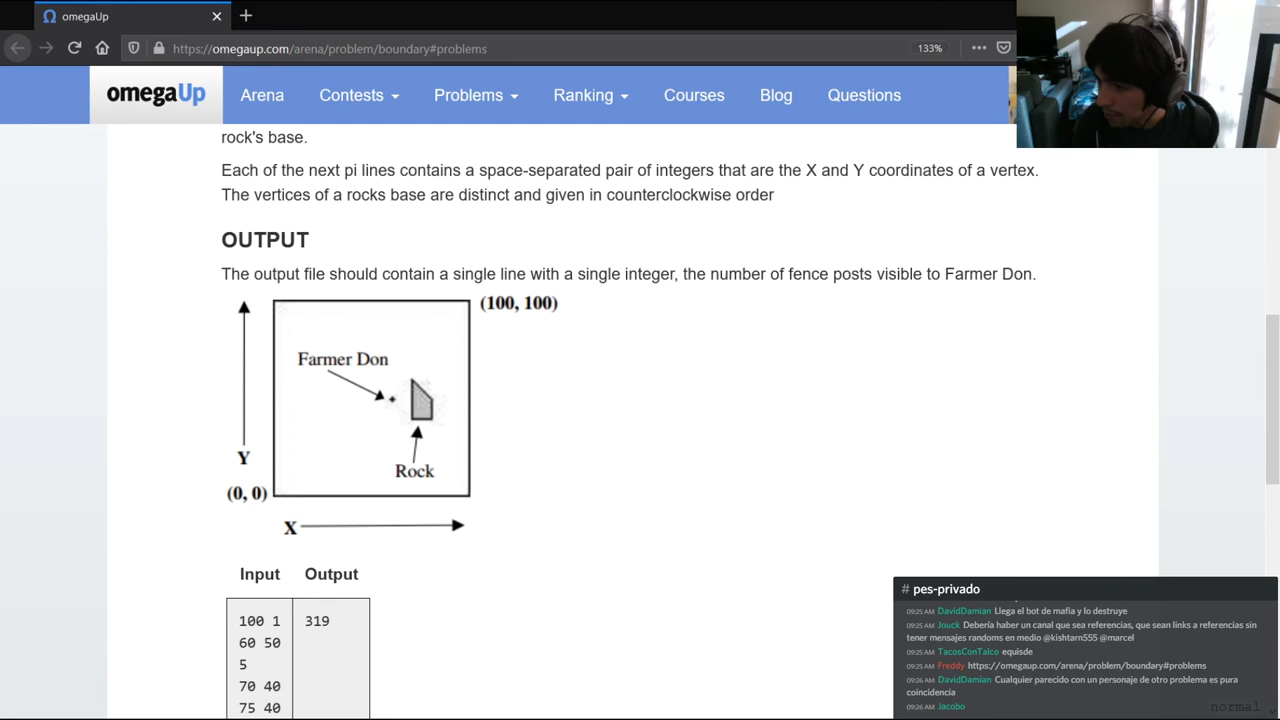 omegaUp
https://omegaup.com/arena/problem/boundary#problems
133%
omegaUp
Arena
Contests
Problems
Ranking
Courses
Blog
Questions
rock's base.
Each of the next pi lines contains a space-separated pair of integers that are the X and Y coordinates of a vertex.
The vertices of a rocks base are distinct and given in counterclockwise order
OUTPUT
The output file should contain a single line with a single integer, the number of fence posts visible to Farmer Don.
(100, 100)
Farmer Don
Y
Rock
(0, 0)
X
Input Output
100 1 319
60 50
5
70 40
75 40
# pes-privado
09:25 AM DavidDamian Llega el bot de mafia y lo destruye
09:25 AM Jouck Debería haber un canal que sea referencias, que sean links a referencias sin
tener mensajes randoms en medio @kishtarn555 @marcel
09:25 AM TacosConTalco equisde
09:25 AM Freddy https://omegaup.com/arena/problem/boundary#problems
09:26 AM DavidDamian Cualquier parecido con un personaje de otro problema es pura
coincidencia
09:26 AM Jacobo
normal